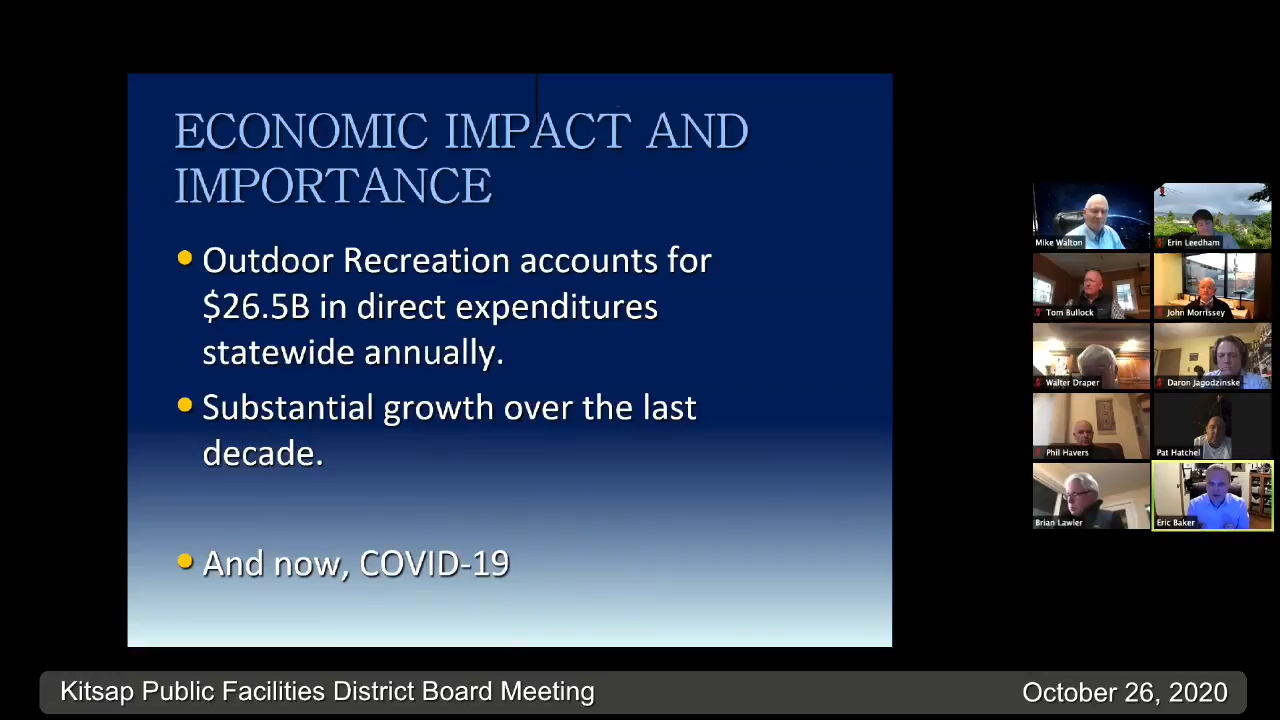 ECONOMIC IMPACT AND
IMPORTANCE
Outdoor Recreation accounts for
$26.5B in direct expenditures
statewide annually.
Substantial growth over the last
decade.
And now, COVID-19
Mike Walton
Erin Leedham
Tom Bullock
John Morrissey
Walter Draper
Daron Jagodzinske
Phil Havers
Pat Hatchel
Brian Lawler
Eric Baker
Kitsap Public Facilities District Board Meeting
October 26, 2020